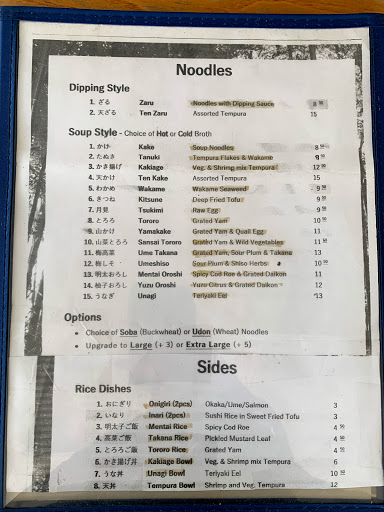 Noodles
Dipping Style
1. ざる Zaru Noodles with Dipping Sauce 8 50
2. 天ざる Ten Zaru Assorted Tempura 15
Soup Style - Choice of Hot or Cold Broth
1. かけ Kake Soup Noodles 8 50
2. たぬき Tanuki Tempura Flakes & Wakame 9 50
3. かき揚げ Kakiage Veg. & Shrimp mix Tempura 12 50
4. 天かけ Ten Kake Assorted Tempura 15
5. わかめ Wakame Wakame Seaweed 9 50
6. きつね Kitsune Deep Fried Tofu 9 50
7. 月見 Tsukimi Raw Egg 9 50
8. とろろ Tororo Grated Yam 10 50
9. 山かけ Yamakake Grated Yam & Quail Egg 11
10. 山菜とろろ Sansai Tororo Grated Yam & Wild Vegetables 11 50
11. 梅高菜 Ume Takana Grated Yam, Sour Plum & Takana 13
12. 梅しそ Umeshiso Sour Plum & Shiso Herbs 10 50
13. 明太おろし Mentai Oroshi Spicy Cod Roe & Grated Daikon 11 50
14. 柚子おろし Yuzu Oroshi Yuzu Citrus & Grated Daikon 12
15. うなぎ Unagi Teriyaki Eel 13
Options
• Choice of Soba (Buckwheat) or Udon (Wheat) Noodles
• Upgrade to Large (+ 3) or Extra Large (+ 5)
Sides
Rice Dishes
1. おにぎり Onigiri (2pcs) Okaka/Ume/Salmon 3
2. いなり Inari (2pcs) Sushi Rice in Sweet Fried Tofu 3
3. 明太子ご飯 Mentai Rice Spicy Cod Roe 4 50
4. 高菜ご飯 Takana Rice Pickled Mustard Leaf 4 50
5. とろろご飯 Tororo Rice Grated Yam 4 50
6. かき揚げ丼 Kakiage Bowl Veg. & Shrimp mix Tempura 6
7. うな丼 Unagi Bowl Teriyaki Eel 10 50
8. 天丼 Tempura Bowl Shrimp and Veg. Tempura 12